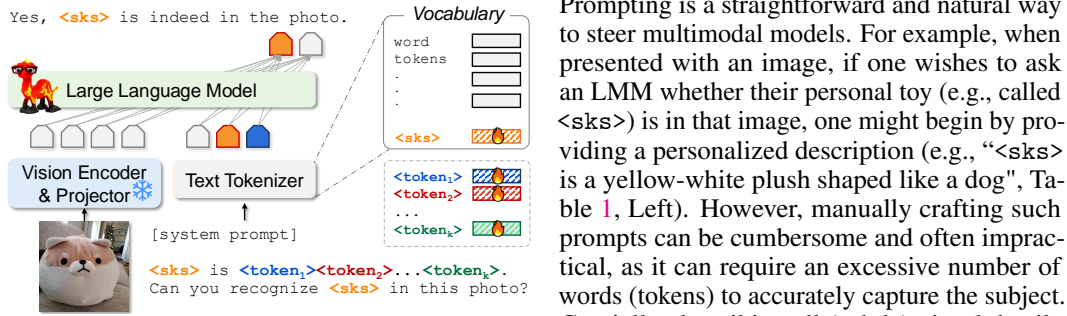 Yes, <sks> is indeed in the photo.
Large Language Model
Vision Encoder
& Projector
Text Tokenizer
[system prompt]
<sks> is <token₁><token₂>...<tokenₖ>.
Can you recognize <sks> in this photo?
Vocabulary
word
tokens
.
.
.
<sks>
<token₁>
<token₂>
...
<tokenₖ>
Prompting is a straightforward and natural way
to steer multimodal models. For example, when
presented with an image, if one wishes to ask
an LMM whether their personal toy (e.g., called
<sks>) is in that image, one might begin by pro-
viding a personalized description (e.g., “<sks>
is a yellow-white plush shaped like a dog", Ta-
ble 1, Left). However, manually crafting such
prompts can be cumbersome and often imprac-
tical, as it can require an excessive number of
words (tokens) to accurately capture the subject.